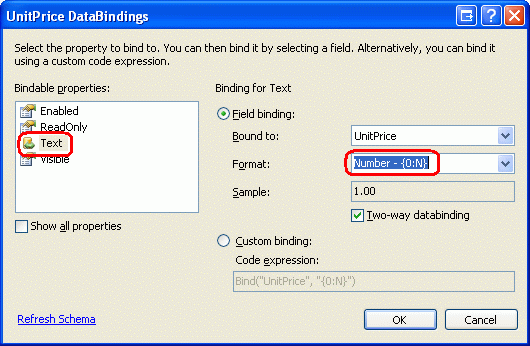 UnitPrice DataBindings
Select the property to bind to. You can then bind it by selecting a field. Alternatively, you can bind it
using a custom code expression.
Bindable properties:
Enabled
ReadOnly
Text
Visible
Show all properties
Binding for Text
Field binding:
Bound to: UnitPrice
Format: Number - {0:N}
Sample: 1.00
Two-way databinding
Custom binding:
Code expression:
Bind("UnitPrice", "{0:N}")
Refresh Schema
OK Cancel